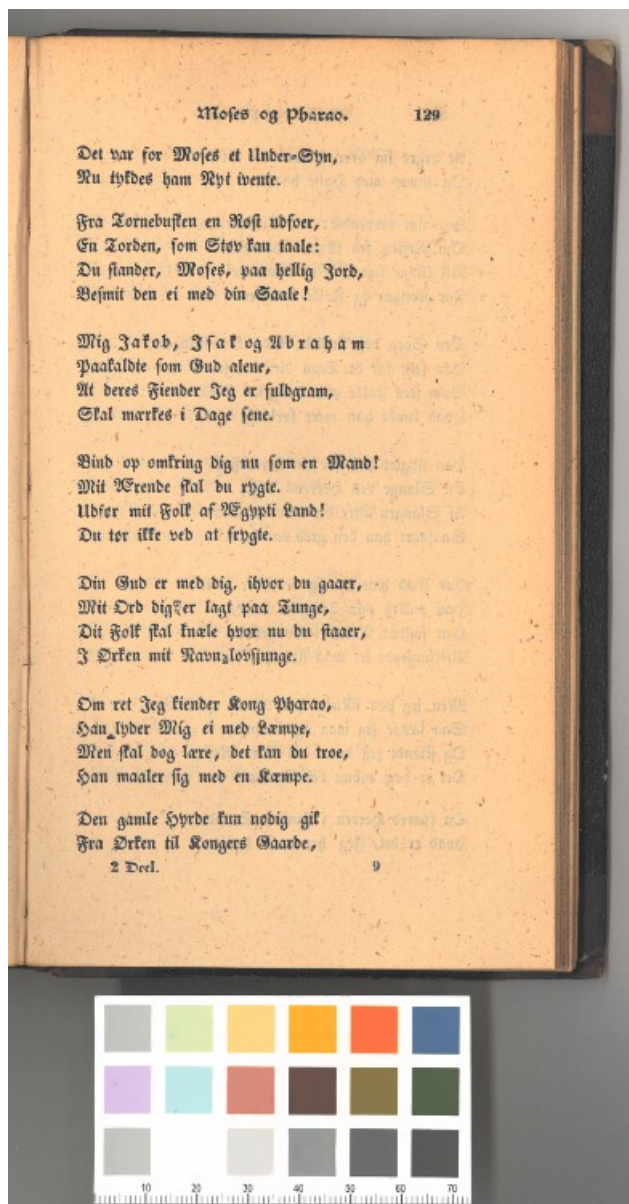 Moses og Pharao. 129
Det var for Moses et Under-Syn,
Nu tykdes ham Nyt ivente.
Fra Tornebusken en Røst udfoer,
En Torden, som Støv kan taale:
Du stander, Moses, paa hellig Jord,
Besmit den ei med din Saale!
Mig Jakob, Isak og Abraham
Paakaldte som Gud alene,
At deres Fiender Jeg er fuldgram,
Skal mærkes i Dage sene.
Bind op omkring dig nu som en Mand!
Mit Ærende skal du rygte.
Udfør mit Folk af Ægypti Land!
Du tør ikke ved at frygte.
Din Gud er med dig, ihvor du gaaer,
Mit Ord dig er lagt paa Tunge,
Dit Folk skal knæle hvor nu du staaer,
I Ørken mit Navn lovsjunge.
Om ret Jeg kiender Kong Pharao,
Han lyder Mig ei med Læmpe,
Men skal dog lære, det kan du troe,
Han maaler sig med en Kæmpe.
Den gamle Hyrde kun nødig gik
Fra Ørken til Kongers Gaarde,
2 Deel. 9
10 20 30 40 50 60 70